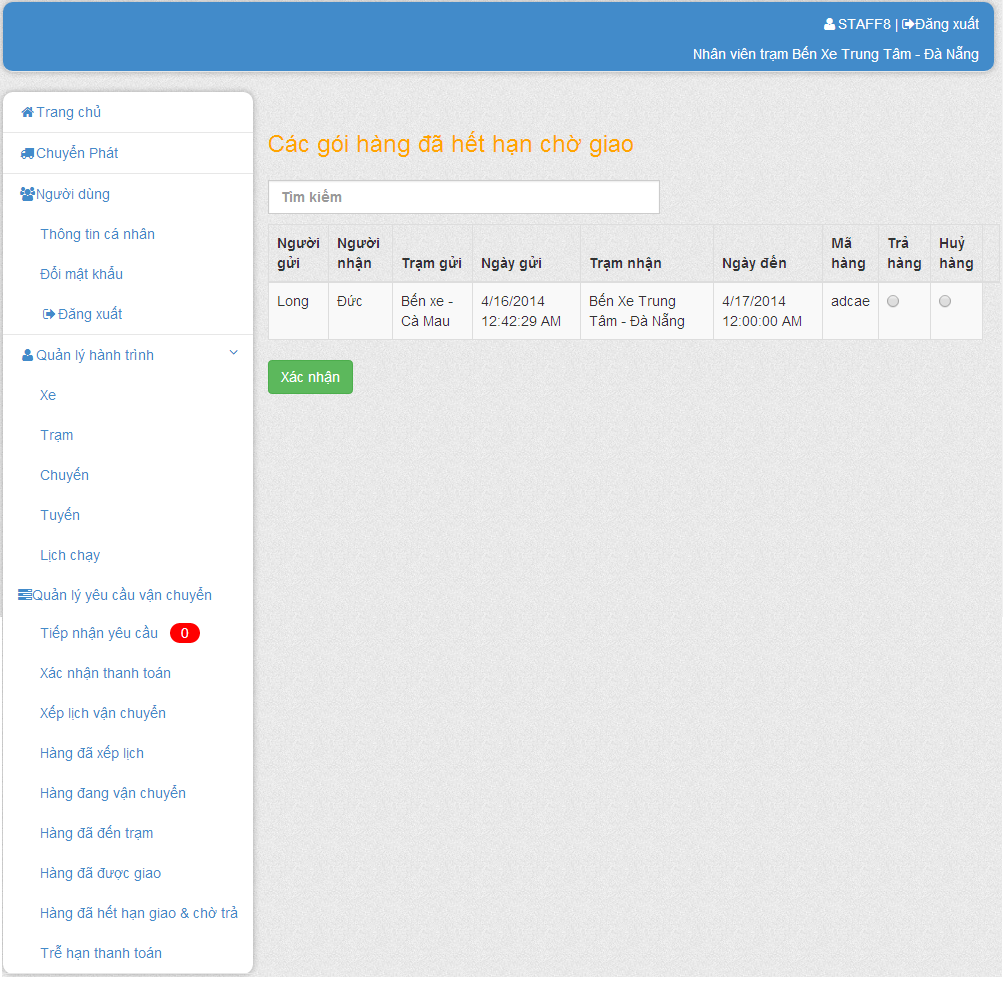 STAFF8 | Đăng xuất
Nhân viên trạm Bến Xe Trung Tâm - Đà Nẵng
Trang chủ
Chuyển Phát
Người dùng
Thông tin cá nhân
Đổi mật khẩu
Đăng xuất
Quản lý hành trình
Xe
Trạm
Chuyến
Tuyến
Lịch chạy
Quản lý yêu cầu vận chuyển
Tiếp nhận yêu cầu 0
Xác nhận thanh toán
Xếp lịch vận chuyển
Hàng đã xếp lịch
Hàng đang vận chuyển
Hàng đã đến trạm
Hàng đã được giao
Hàng đã hết hạn giao & chờ trả
Trễ hạn thanh toán
Các gói hàng đã hết hạn chờ giao
Tìm kiếm
Người gửi Người nhận Trạm gửi Ngày gửi Trạm nhận Ngày đến Mã hàng Trả hàng Huỷ hàng
Long Đức Bến xe - Cà Mau 4/16/2014 12:42:29 AM Bến Xe Trung Tâm - Đà Nẵng 4/17/2014 12:00:00 AM adcae
Xác nhận